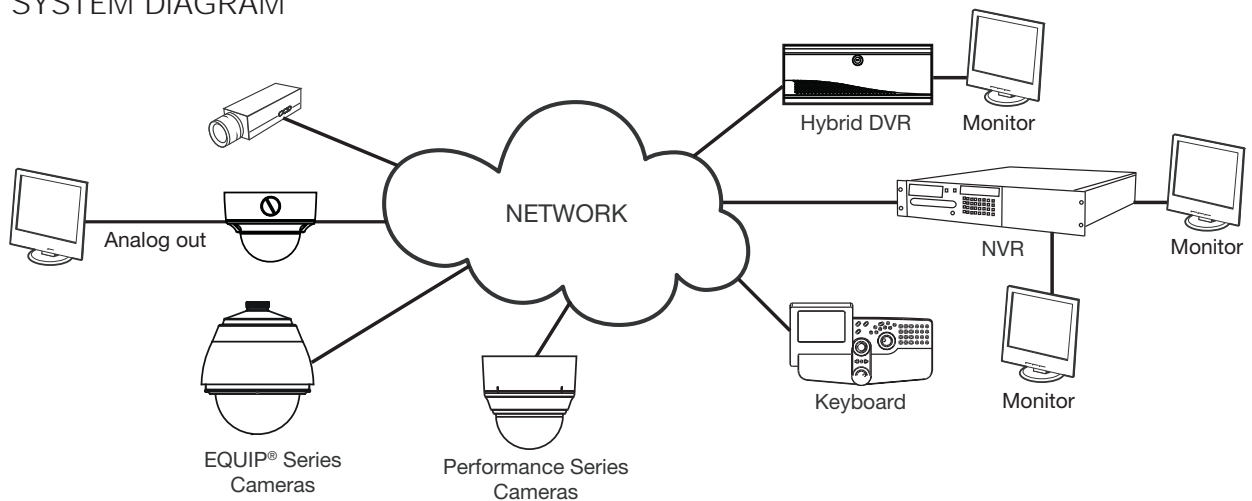 SYSTEM DIAGRAM
Hybrid DVR
Monitor
NETWORK
Analog out
NVR
Monitor
Keyboard
Monitor
EQUIP® Series
Cameras
Performance Series
Cameras